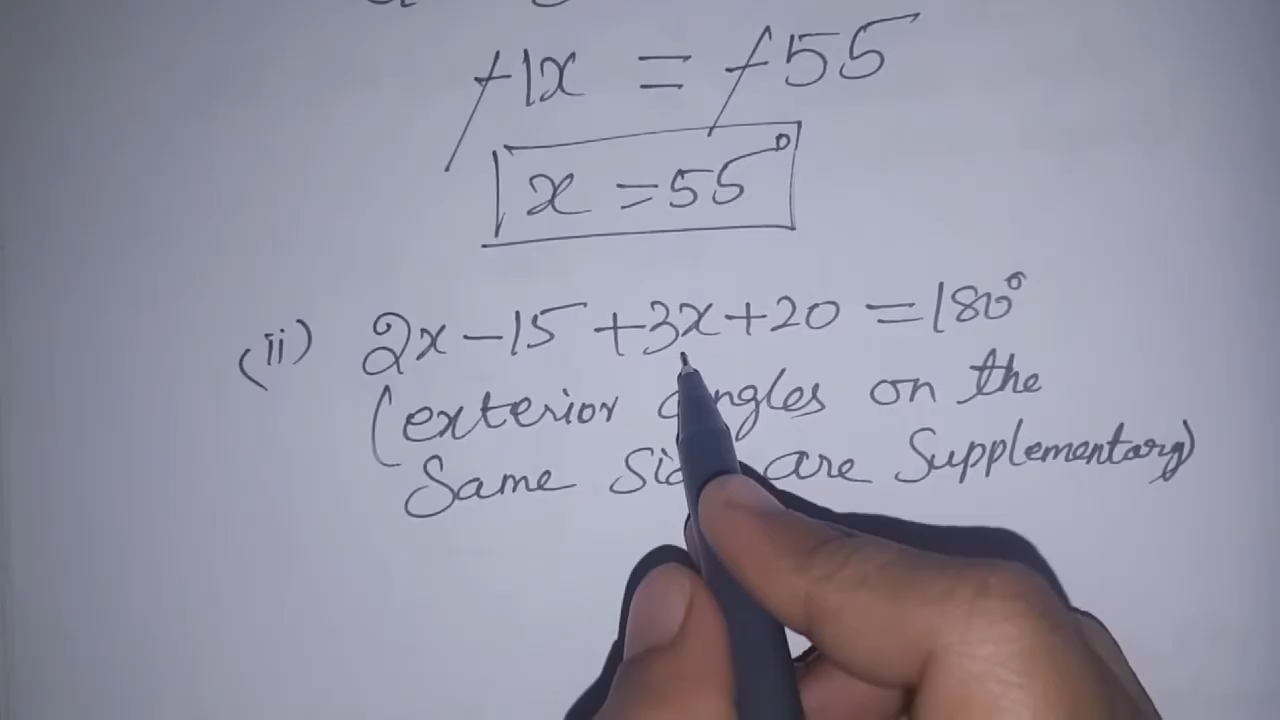 +1x = +55
x = 55°
(ii) 2x - 15 + 3x + 20 = 180°
(exterior angles on the
Same Side are Supplementary)